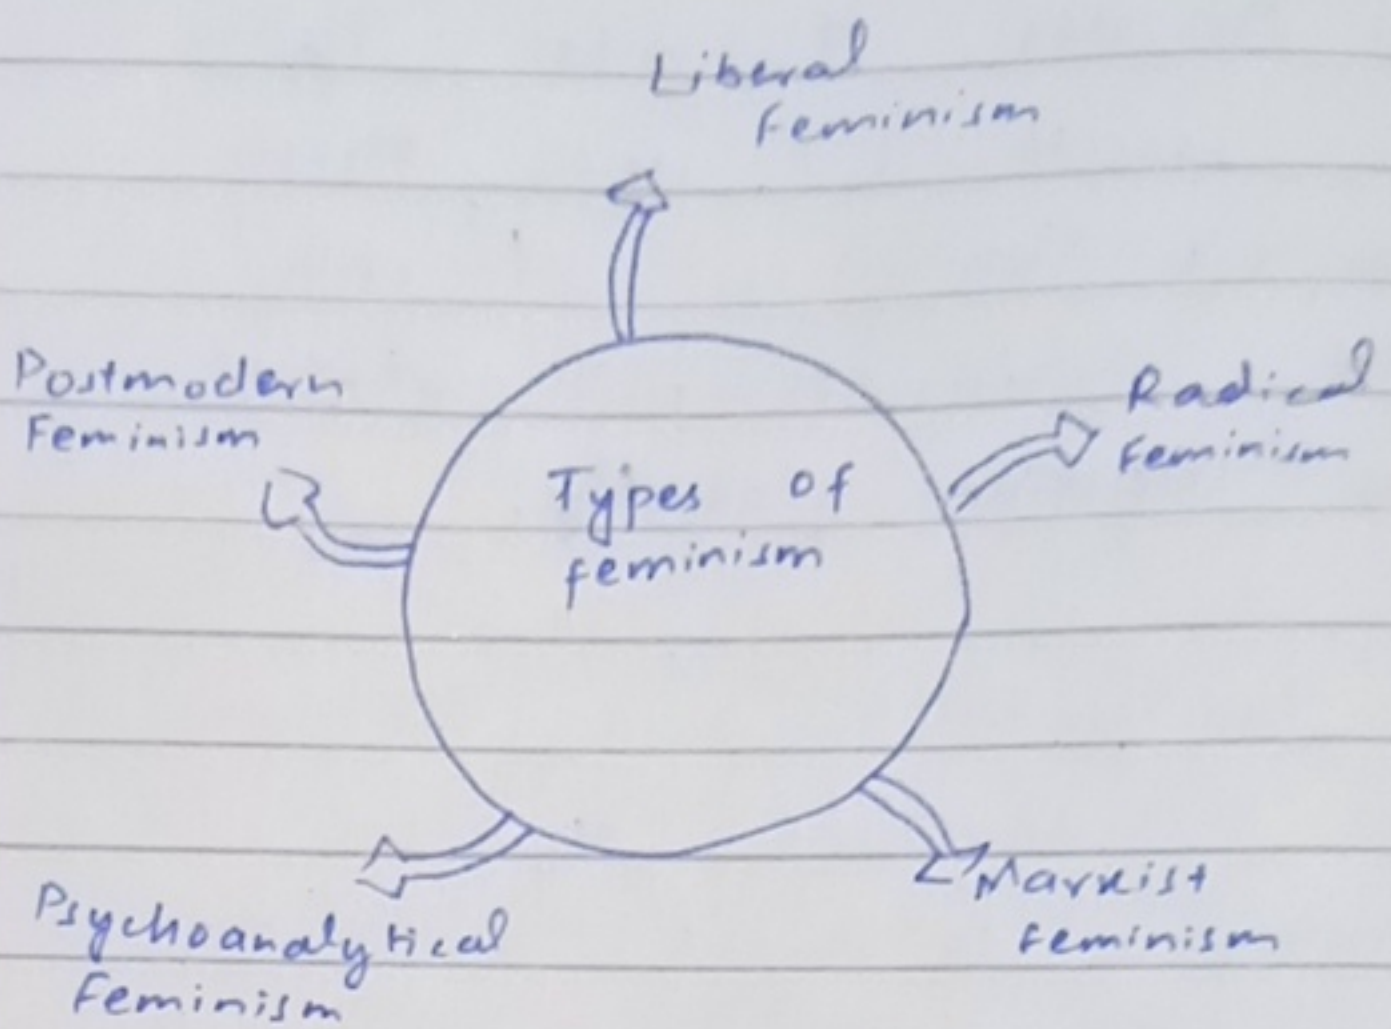 Liberal
Feminism
Postmodern
Feminism
Radical
Feminism
Types of
feminism
Marxist
Feminism
Psychoanalytical
Feminism